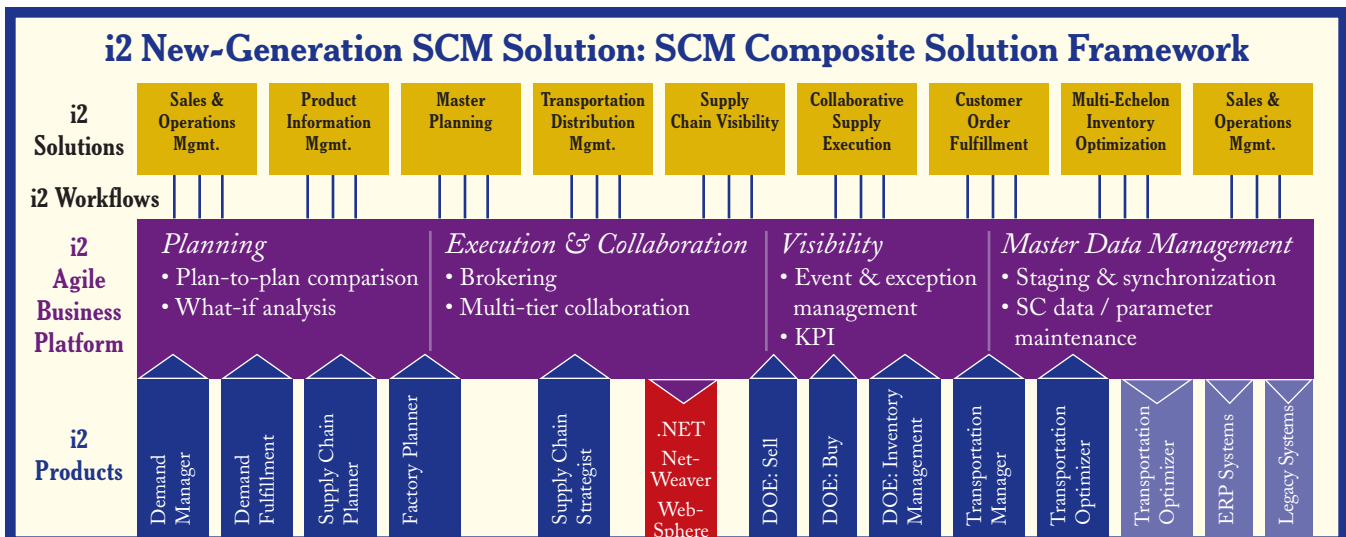 i2 New-Generation SCM Solution: SCM Composite Solution Framework
i2
Solutions
Sales &
Operations
Mgmt.
Product
Information
Mgmt.
Master
Planning
Transportation
Distribution
Mgmt.
Supply
Chain Visibility
Collaborative
Supply
Execution
Customer
Order
Fulfillment
Multi-Echelon
Inventory
Optimization
Sales &
Operations
Mgmt.
i2 Workflows
i2
Agile
Business
Platform
Planning
• Plan-to-plan comparison
• What-if analysis
Execution & Collaboration
• Brokering
• Multi-tier collaboration
Visibility
• Event & exception
management
• KPI
Master Data Management
• Staging & synchronization
• SC data / parameter
maintenance
i2
Products
Demand
Manager
Demand
Fulfillment
Supply Chain
Planner
Factory Planner
Supply Chain
Strategist
.NET
Net-
Weaver
Web-
Sphere
DOE: Sell
DOE: Buy
DOE: Inventory
Management
Transportation
Manager
Transportation
Optimizer
Transportation
Optimizer
ERP Systems
Legacy Systems